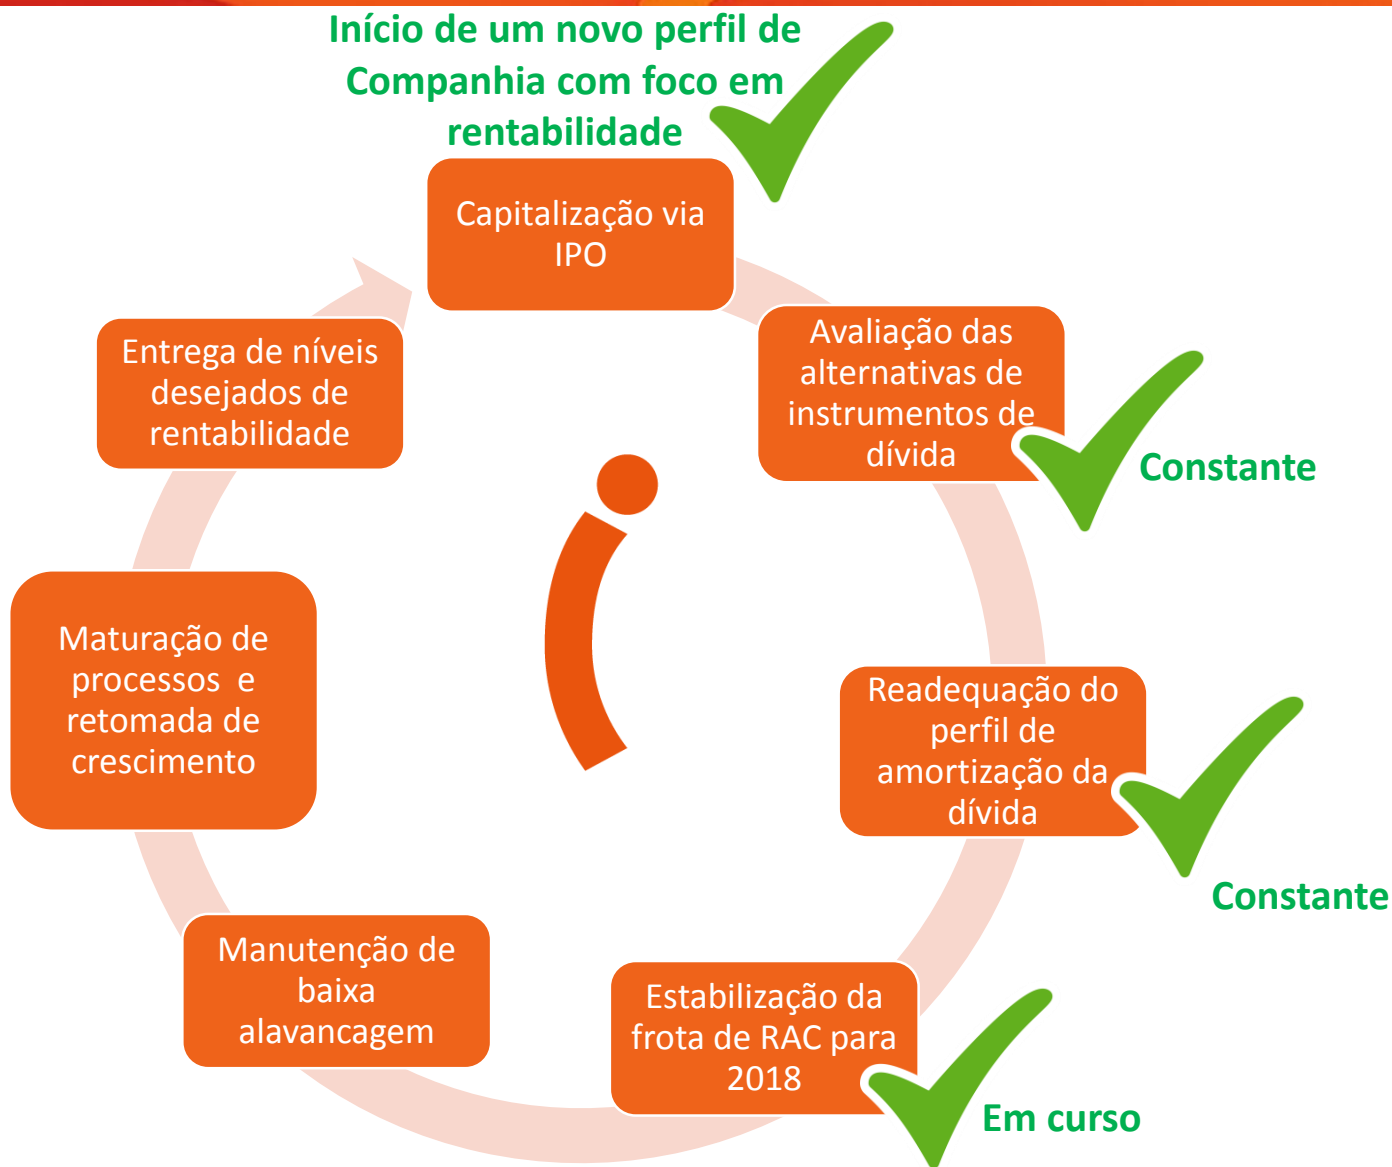 Início de um novo perfil de
Companhia com foco em
rentabilidade
Capitalização via
IPO
Avaliação das
alternativas de
instrumentos de
dívida
Constante
Readequação do
perfil de
amortização da
dívida
Constante
Estabilização da
frota de RAC para
2018
Em curso
Manutenção de
baixa
alavancagem
Maturação de
processos e
retomada de
crescimento
Entrega de níveis
desejados de
rentabilidade